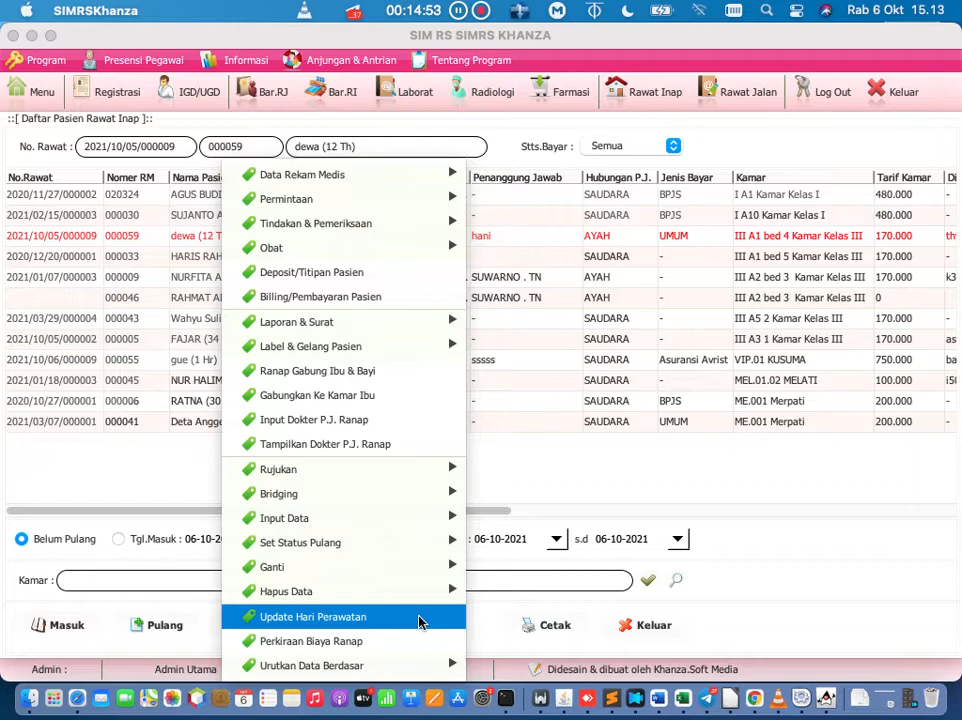 SIMRSKhanza 37 00:14:53 Rab 6 Okt 15.13
SIM RS SIMRS KHANZA
Program Presensi Pegawai Informasi Anjungan & Antrian Tentang Program
Menu Registrasi IGD/UGD Bar.RJ Bar.RI Laborat Radiologi Farmasi Rawat Inap Rawat Jalan Log Out Keluar
::[ Daftar Pasien Rawat Inap ]::
No. Rawat : 2021/10/05/000009 000059 dewa (12 Th) Stts.Bayar : Semua
No.Rawat Nomer RM Nama Pasi Penanggung Jawab Hubungan P.J. Jenis Bayar Kamar Tarif Kamar Di
2020/11/27/000002 020324 AGUS BUDI - SAUDARA BPJS I A1 Kamar Kelas I 480.000 -
2021/02/15/000003 000030 SUJANTO A - SAUDARA BPJS I A10 Kamar Kelas I 480.000 -
2021/10/05/000009 000059 dewa (12 T hani AYAH UMUM III A1 bed 4 Kamar Kelas III 170.000
2020/12/20/000001 000033 HARIS RAH - SAUDARA - III A1 bed 5 Kamar Kelas III 170.000 -
2021/01/07/000003 000009 NURFITA A . SUWARNO . TN AYAH - III A2 bed 3 Kamar Kelas III 170.000 k3
000046 RAHMAT A . SUWARNO . TN AYAH - III A2 bed 3 Kamar Kelas III 0
2021/03/29/000004 000043 Wahyu Suli - SAUDARA - III A5 2 Kamar Kelas III 170.000 -
2021/10/05/000002 000005 FAJAR (34 - SAUDARA - III A3 1 Kamar Kelas III 170.000 as
2021/10/06/000009 000055 gue (1 Hr) sssss SAUDARA Asuransi Avrist VIP.01 KUSUMA 750.000 ba
2021/01/18/000003 000045 NUR HALIM - SAUDARA - MEL.01.02 MELATI 100.000
2020/10/27/000001 000006 RATNA (30 - SAUDARA BPJS ME.001 Merpati 200.000 -
2021/03/07/000001 000041 Deta Angge - SAUDARA UMUM ME.001 Merpati 200.000 -
Data Rekam Medis
Permintaan
Tindakan & Pemeriksaan
Obat
Deposit/Titipan Pasien
Billing/Pembayaran Pasien
Laporan & Surat
Label & Gelang Pasien
Ranap Gabung Ibu & Bayi
Gabungkan Ke Kamar Ibu
Input Dokter P.J. Ranap
Tampilkan Dokter P.J. Ranap
Rujukan
Bridging
Input Data
Set Status Pulang
Ganti
Hapus Data
Update Hari Perawatan
Perkiraan Biaya Ranap
Urutkan Data Berdasar
Belum Pulang Tgl.Masuk : 06-10-2 : 06-10-2021 s.d 06-10-2021
Kamar :
Masuk Pulang Cetak Keluar
Admin : Admin Utama Didesain & dibuat oleh Khanza.Soft Media